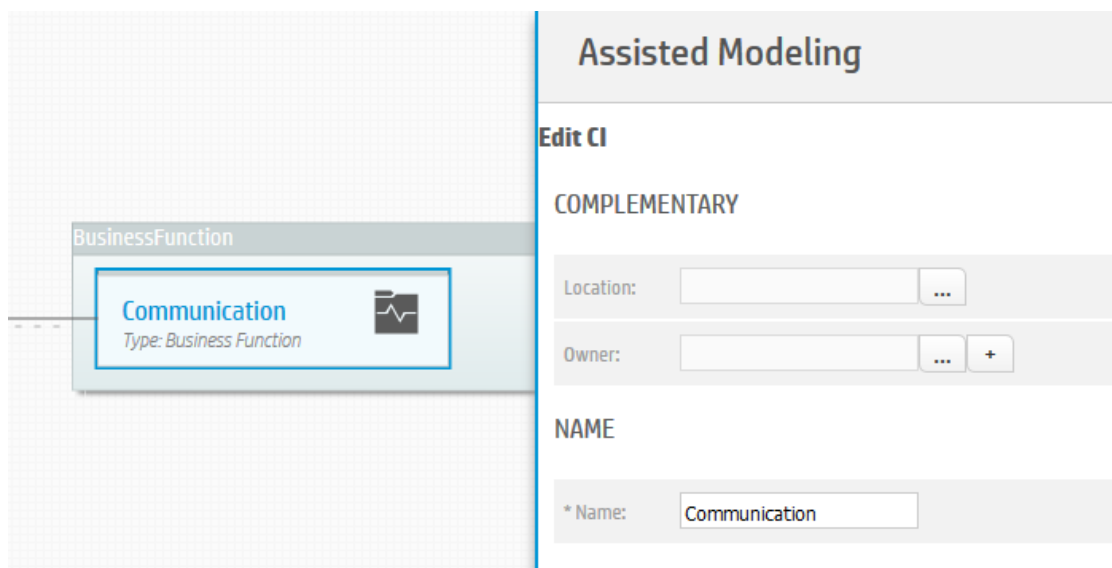 Assisted Modeling
Edit CI
COMPLEMENTARY
BusinessFunction
Communication
Type: Business Function
Location:
...
Owner:
...
+
NAME
* Name:
Communication